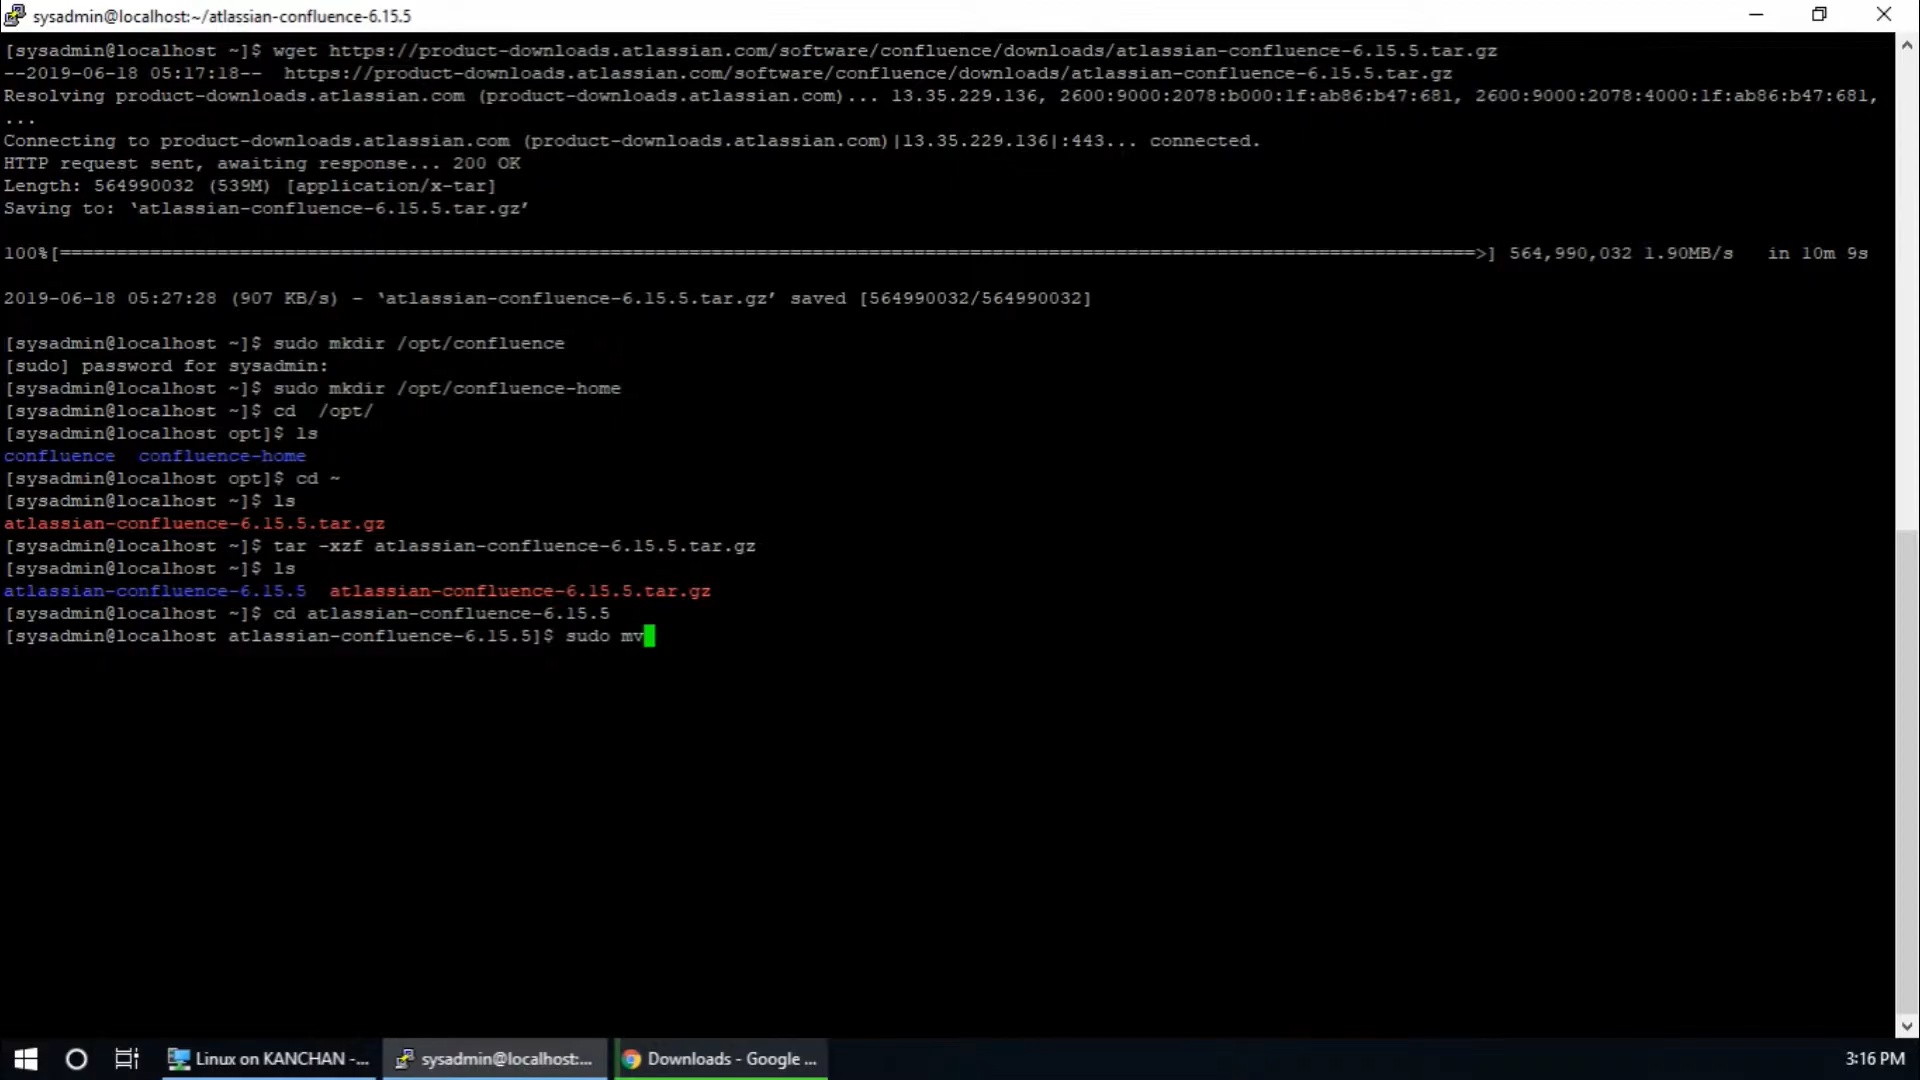 sysadmin@localhost:~/atlassian-confluence-6.15.5
[sysadmin@localhost ~]$ wget https://product-downloads.atlassian.com/software/confluence/downloads/atlassian-confluence-6.15.5.tar.gz
--2019-06-18 05:17:18--  https://product-downloads.atlassian.com/software/confluence/downloads/atlassian-confluence-6.15.5.tar.gz
Resolving product-downloads.atlassian.com (product-downloads.atlassian.com)... 13.35.229.136, 2600:9000:2078:b000:1f:ab86:b47:681, 2600:9000:2078:4000:1f:ab86:b47:681,
...
Connecting to product-downloads.atlassian.com (product-downloads.atlassian.com)|13.35.229.136|:443... connected.
HTTP request sent, awaiting response... 200 OK
Length: 564990032 (539M) [application/x-tar]
Saving to: ‘atlassian-confluence-6.15.5.tar.gz’
100%[==============================================================================================================================>] 564,990,032 1.90MB/s   in 10m 9s
2019-06-18 05:27:28 (907 KB/s) - ‘atlassian-confluence-6.15.5.tar.gz’ saved [564990032/564990032]
[sysadmin@localhost ~]$ sudo mkdir /opt/confluence
[sudo] password for sysadmin:
[sysadmin@localhost ~]$ sudo mkdir /opt/confluence-home
[sysadmin@localhost ~]$ cd  /opt/
[sysadmin@localhost opt]$ ls
confluence  confluence-home
[sysadmin@localhost opt]$ cd ~
[sysadmin@localhost ~]$ ls
atlassian-confluence-6.15.5.tar.gz
[sysadmin@localhost ~]$ tar -xzf atlassian-confluence-6.15.5.tar.gz
[sysadmin@localhost ~]$ ls
atlassian-confluence-6.15.5  atlassian-confluence-6.15.5.tar.gz
[sysadmin@localhost ~]$ cd atlassian-confluence-6.15.5
[sysadmin@localhost atlassian-confluence-6.15.5]$ sudo mv
Linux on KANCHAN -... sysadmin@localhost:... Downloads - Google ... 3:16 PM